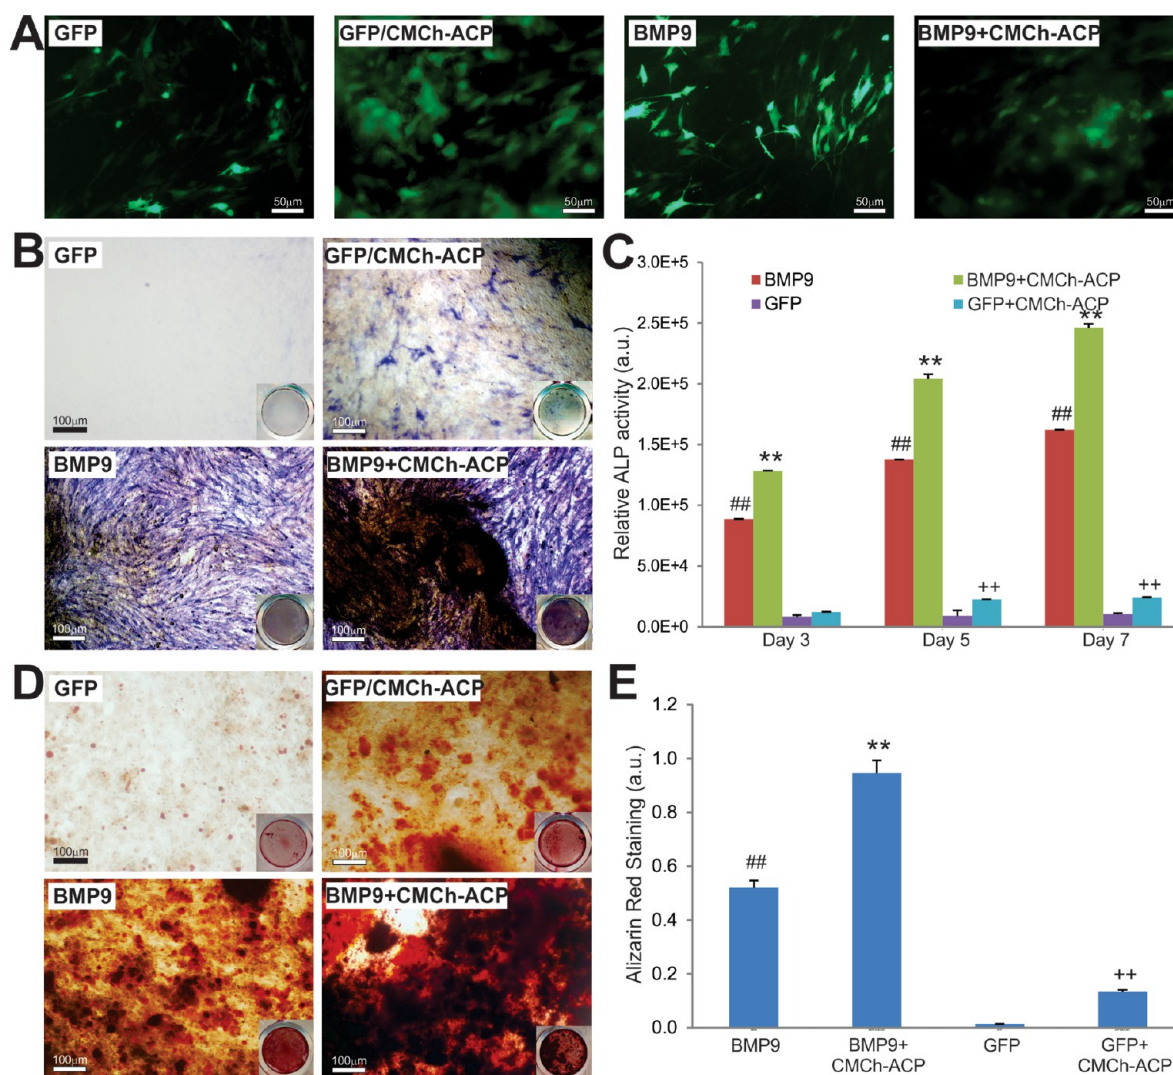 A
GFP
50µm
GFP/CMCh-ACP
50µm
BMP9
50µm
BMP9+CMCh-ACP
50µm
B
GFP
100µm
GFP/CMCh-ACP
100µm
BMP9
100µm
BMP9+CMCh-ACP
100µm
C
Relative ALP activity (a.u.)
3.0E+5
2.5E+5
2.0E+5
1.5E+5
1.0E+5
5.0E+4
0.0E+0
BMP9
BMP9+CMCh-ACP
GFP
GFP+CMCh-ACP
##
**
##
**
++
##
**
++
Day 3
Day 5
Day 7
D
GFP
100µm
GFP/CMCh-ACP
100µm
BMP9
100µm
BMP9+CMCh-ACP
100µm
E
Alizarin Red Staining (a.u.)
1.2
1.0
0.8
0.6
0.4
0.2
0.0
##
**
++
BMP9
BMP9+
CMCh-ACP
GFP
GFP+
CMCh-ACP